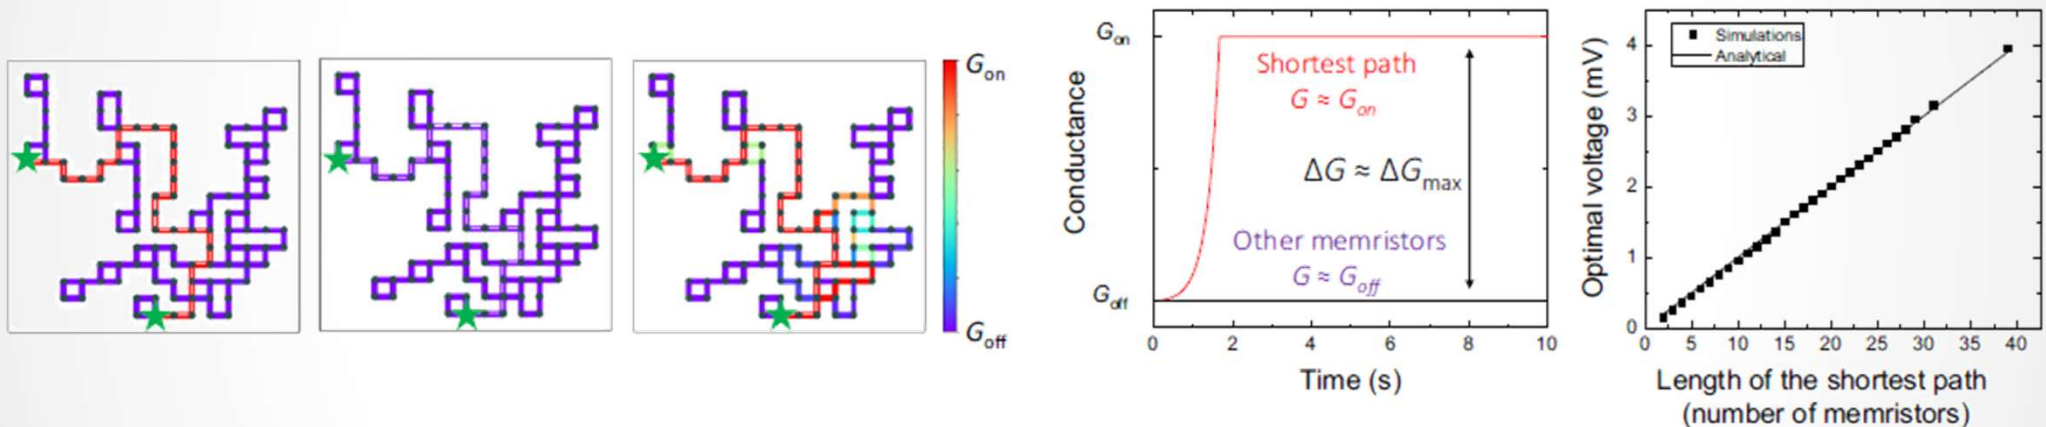 G_on
G_off
Conductance
G_on
G_off
Shortest path
G ≈ G_on
ΔG ≈ ΔG_max
Other memristors
G ≈ G_off
0 2 4 6 8 10
Time (s)
Optimal voltage (mV)
4
3
2
1
0
Simulations
Analytical
0 5 10 15 20 25 30 35 40
Length of the shortest path
(number of memristors)